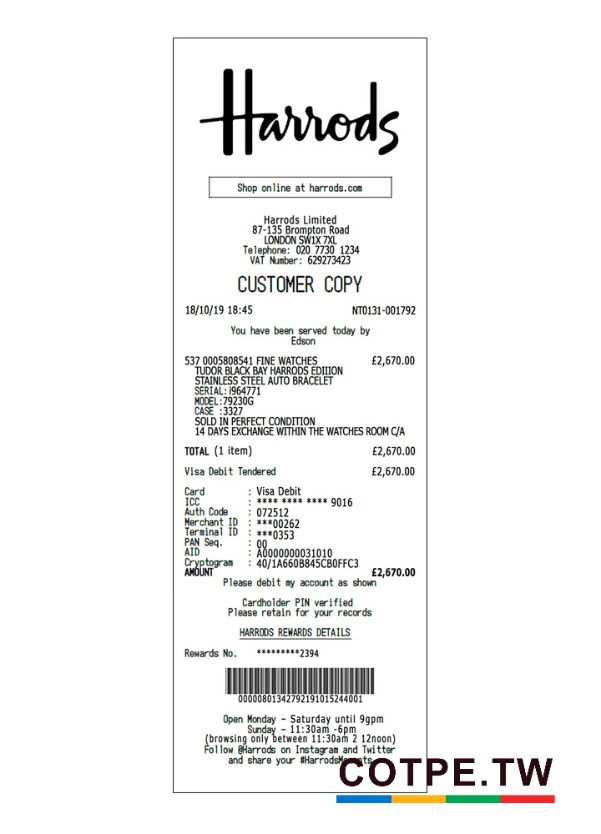 Harrods
Shop online at harrods.com
Harrods Limited
87-135 Brompton Road
LONDON SW1X 7XL
Telephone: 020 7730 1234
VAT Number: 629273423
CUSTOMER COPY
18/10/19 18:45 NT0131-001792
You have been served today by
Edson
537 0005808541 FINE WATCHES £2,670.00
TUDOR BLACK BAY HARRODS EDIIION
STAINLESS STEEL AUTO BRACELET
SERIAL: i964771
MODEL:79230G
CASE :3327
SOLD IN PERFECT CONDITION
14 DAYS EXCHANGE WITHIN THE WATCHES ROOM C/A
TOTAL (1 item) £2,670.00
Visa Debit Tendered £2,670.00
Card : Visa Debit
ICC : **** **** **** 9016
Auth Code : 072512
Merchant ID : ***00262
Terminal ID : ***0353
PAN Seq. : 00
AID : A0000000031010
Cryptogram : 40/1A660B845CB0FFC3
AMOUNT £2,670.00
Please debit my account as shown
Cardholder PIN verified
Please retain for your records
HARRODS REWARDS DETAILS
Rewards No. *********2394
00000801342792191015244001
Open Monday - Saturday until 9gpm
Sunday - 11:30am -6pm
(browsing only between 11:30am 2 12noon)
Follow @Harrods on Instagram and Twitter
and share your
COTPE.TW